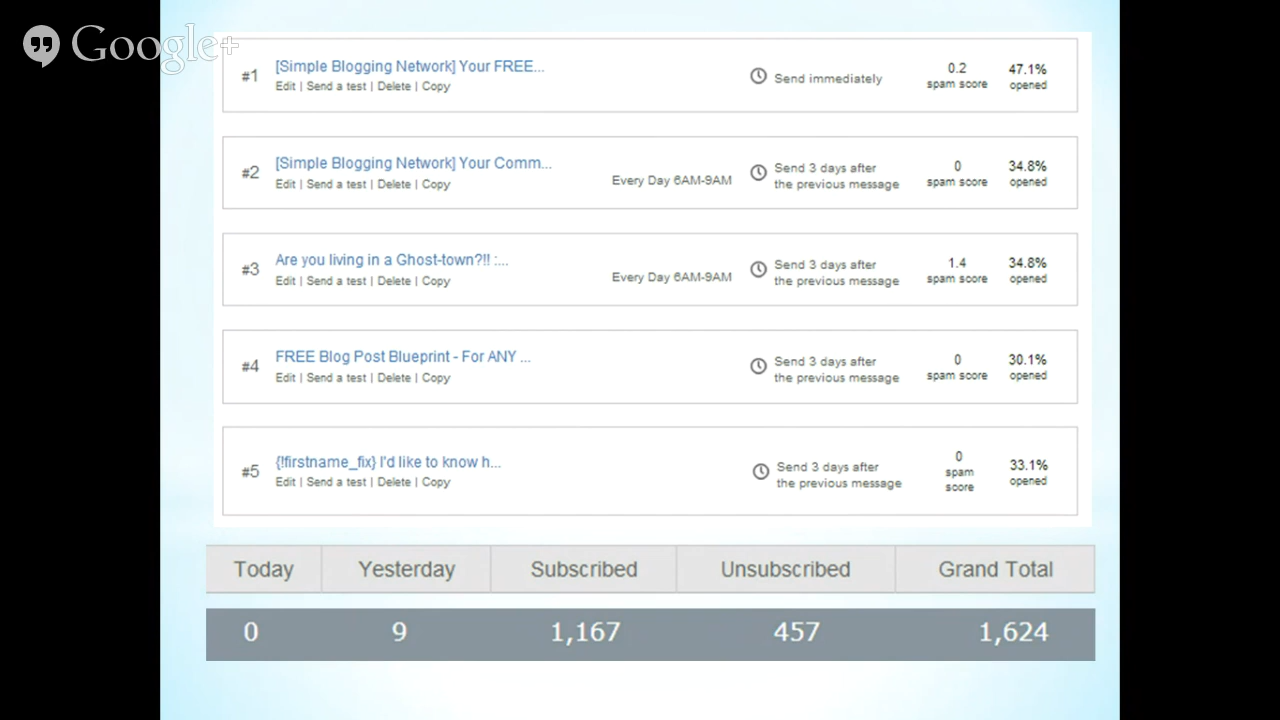 Google+
#1 [Simple Blogging Network] Your FREE... Send immediately 0.2 47.1%
Edit | Send a test | Delete | Copy spam score opened
#2 [Simple Blogging Network] Your Comm... Every Day 6AM-9AM Send 3 days after 0 34.8%
Edit | Send a test | Delete | Copy the previous message spam score opened
#3 Are you living in a Ghost-town?!! :... Every Day 6AM-9AM Send 3 days after 1.4 34.8%
Edit | Send a test | Delete | Copy the previous message spam score opened
#4 FREE Blog Post Blueprint - For ANY ... Send 3 days after 0 30.1%
Edit | Send a test | Delete | Copy the previous message spam score opened
#5 {!firstname_fix} I'd like to know h... Send 3 days after 0 33.1%
Edit | Send a test | Delete | Copy the previous message spam score opened
Today Yesterday Subscribed Unsubscribed Grand Total
0 9 1,167 457 1,624